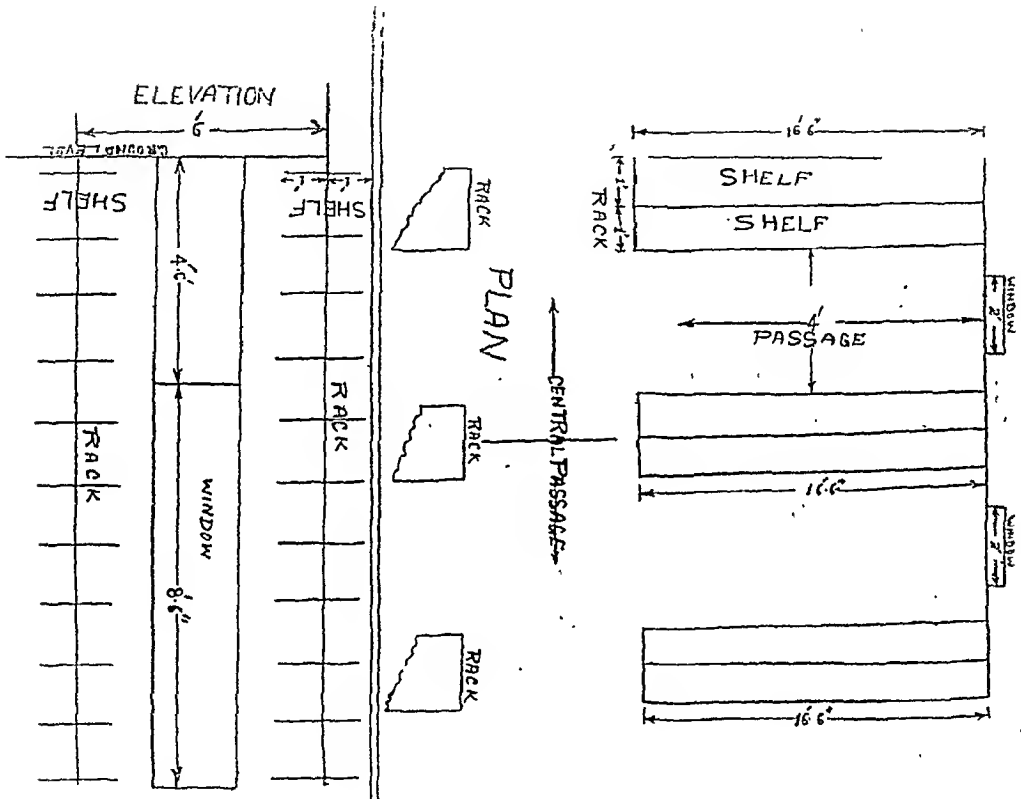 ELEVATION
6'
GROUND LEVEL
SHELF
1' 1'
SHELF
4'.0'
RACK
RACK
WINDOW
8'.6"
PLAN
RACK
RACK
RACK
CENTRAL PASSAGE
16'6"
SHELF
SHELF
1' 1'
RACK
WINDOW
2'
4'
PASSAGE
16'.6"
WINDOW
2'
16'6"